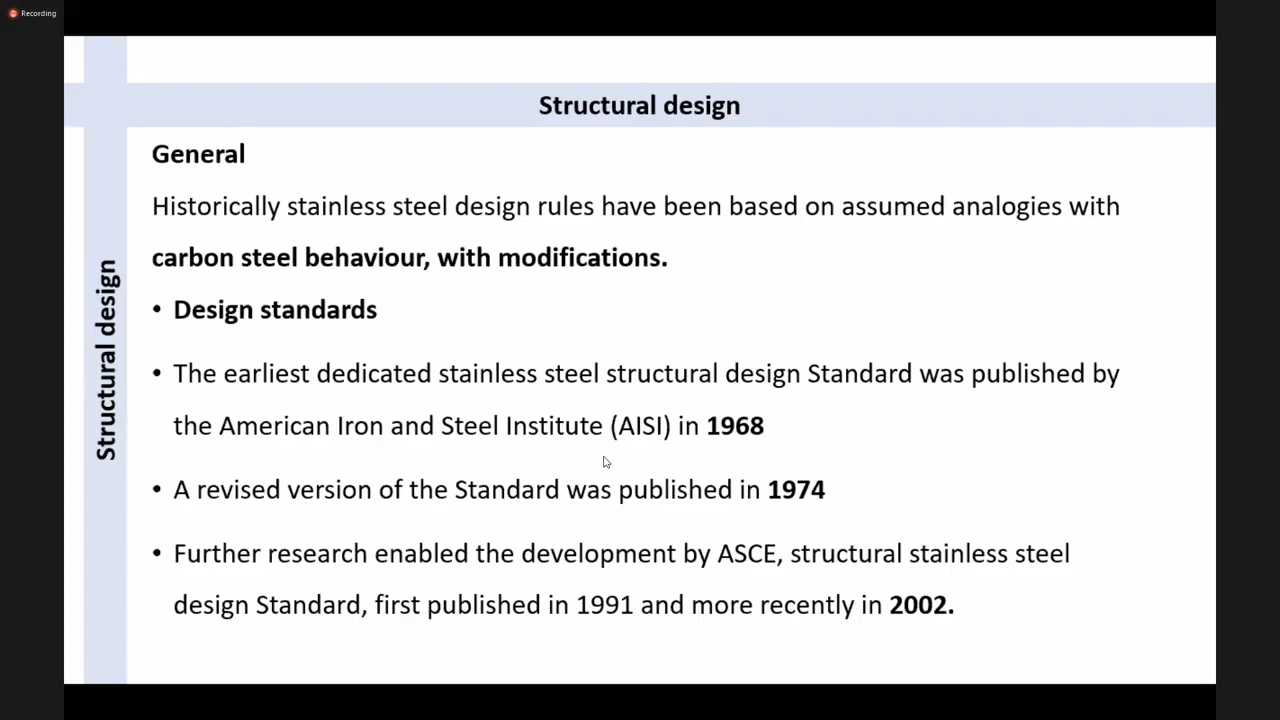 Recording
Structural design
Structural design
General
Historically stainless steel design rules have been based on assumed analogies with
carbon steel behaviour, with modifications.
• Design standards
• The earliest dedicated stainless steel structural design Standard was published by
the American Iron and Steel Institute (AISI) in 1968
• A revised version of the Standard was published in 1974
• Further research enabled the development by ASCE, structural stainless steel
design Standard, first published in 1991 and more recently in 2002.